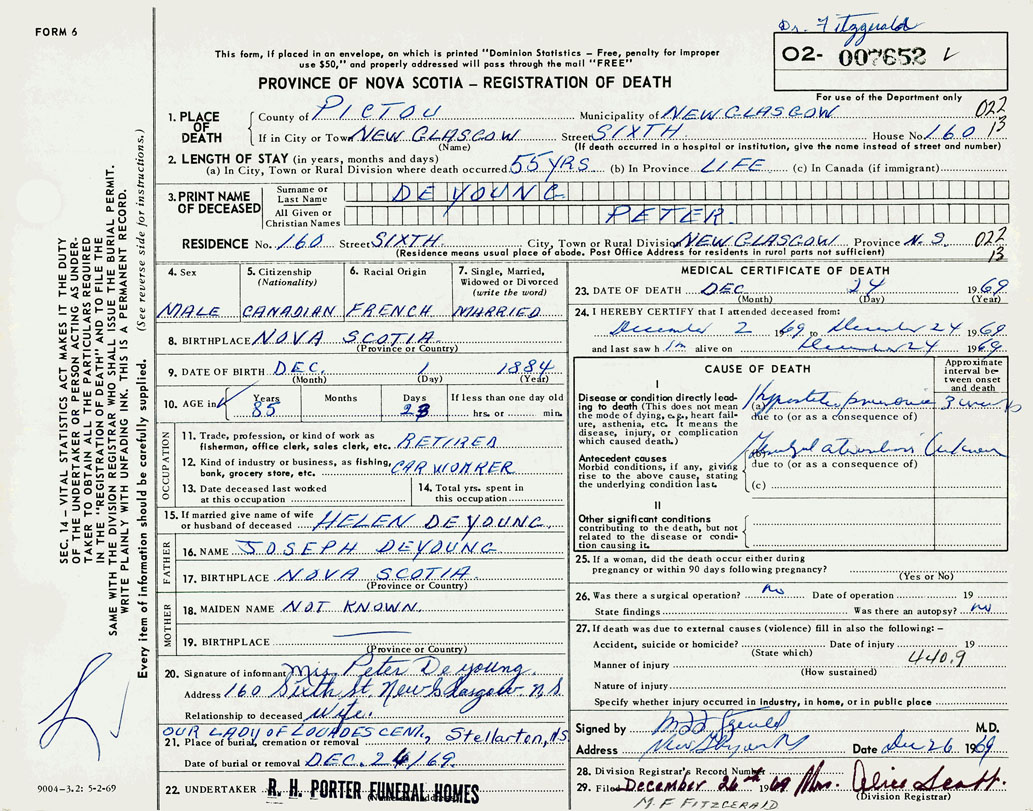 FORM 6
Dr. Fitzgerald
This form, if placed in an envelope, on which is printed "Dominion Statistics – Free, penalty for improper
use $50," and properly addressed will pass through the mail "FREE"
02- 007652
PROVINCE OF NOVA SCOTIA – REGISTRATION OF DEATH
For use of the Department only
1. PLACE OF DEATH County of PICTOU Municipality of NEW GLASGOW 022
If in City or Town NEW GLASGOW Street SIXTH House No. 160 13
(Name) (If death occurred in a hospital or institution, give the name instead of street and number)
2. LENGTH OF STAY (in years, months and days)
(a) In City, Town or Rural Division where death occurred 55 YRS (b) In Province LIFE (c) In Canada (if immigrant)
3. PRINT NAME OF DECEASED Surname or Last Name DEYOUNG
All Given or Christian Names PETER
RESIDENCE No. 160 Street SIXTH City, Town or Rural Division NEW GLASGOW Province N.S. 022
(Residence means usual place of abode. Post Office Address for residents in rural parts not sufficient) 13
4. Sex 5. Citizenship (Nationality) 6. Racial Origin 7. Single, Married, Widowed or Divorced (write the word)
MALE CANADIAN FRENCH MARRIED
8. BIRTHPLACE NOVA SCOTIA
(Province or Country)
9. DATE OF BIRTH DEC. 1 1884
(Month) (Day) (Year)
10. AGE in Years Months Days If less than one day old
85 23 hrs. or min.
OCCUPATION
11. Trade, profession, or kind of work as fisherman, office clerk, sales clerk, etc. RETIRED
12. Kind of industry or business, as fishing, bank, grocery store, etc. CAR WORKER
13. Date deceased last worked at this occupation 14. Total yrs. spent in this occupation
15. If married give name of wife or husband of deceased HELEN DEYOUNG
FATHER
16. NAME JOSEPH DEYOUNG
17. BIRTHPLACE NOVA SCOTIA
(Province or Country)
MOTHER
18. MAIDEN NAME NOT KNOWN.
19. BIRTHPLACE
(Province or Country)
20. Signature of informant Mrs. Peter De young.
Address 160 Sixth St. New Glasgow N.S
Relationship to deceased wife.
OUR LADY OF LOURDES CEM., Stellarton, N.S.
21. Place of burial, cremation or removal
Date of burial or removal DEC. 26/69.
22. UNDERTAKER R. H. PORTER FUNERAL HOMES
MEDICAL CERTIFICATE OF DEATH
23. DATE OF DEATH DEC 24 1969
(Month) (Day) (Year)
24. I HEREBY CERTIFY that I attended deceased from:
December 2 1969 to December 24 1969
and last saw him alive on December 24 1969
CAUSE OF DEATH Approximate interval between onset and death
I
Disease or condition directly leading to death (This does not mean the mode of dying, e.g., heart failure, asthenia, etc. It means the disease, injury, or complication which caused death.)
(a) Hypostatic pneumonia 3 weeks
due to (or as a consequence of)
Antecedent causes
Morbid conditions, if any, giving rise to the above cause, stating the underlying condition last.
(b)
due to (or as a consequence of)
(c)
II
Other significant conditions
contributing to the death, but not related to the disease or condition causing it.
25. If a woman, did the death occur either during pregnancy or within 90 days following pregnancy?
(Yes or No)
26. Was there a surgical operation? no Date of operation 19
State findings Was there an autopsy? no
27. If death was due to external causes (violence) fill in also the following: –
Accident, suicide or homicide? Date of injury 19
(State which) 440.9
Manner of injury
(How sustained)
Nature of injury
Specify whether injury occurred in industry, in home, or in public place
Signed by M.D.
Address New Glasgow NS Date Dec 26 1969
28. Division Registrar's Record Number
29. Filed December 26th 1969 Mrs. Alice Scott.
(Division Registrar)
M. F. FITZGERALD
SEC. 14 – VITAL STATISTICS ACT MAKES IT THE DUTY
OF THE UNDERTAKER OR PERSON ACTING AS UNDER-
TAKER TO OBTAIN ALL THE PARTICULARS REQUIRED
IN THE "REGISTRATION OF DEATH" AND TO FILE THE
SAME WITH THE DIVISION REGISTRAR WHO SHALL ISSUE THE BURIAL PERMIT.
WRITE PLAINLY WITH UNFADING INK. THIS IS A PERMANENT RECORD.
Every item of information should be carefully supplied. (See reverse side for instructions.)
9004-3.2: 5-2-69